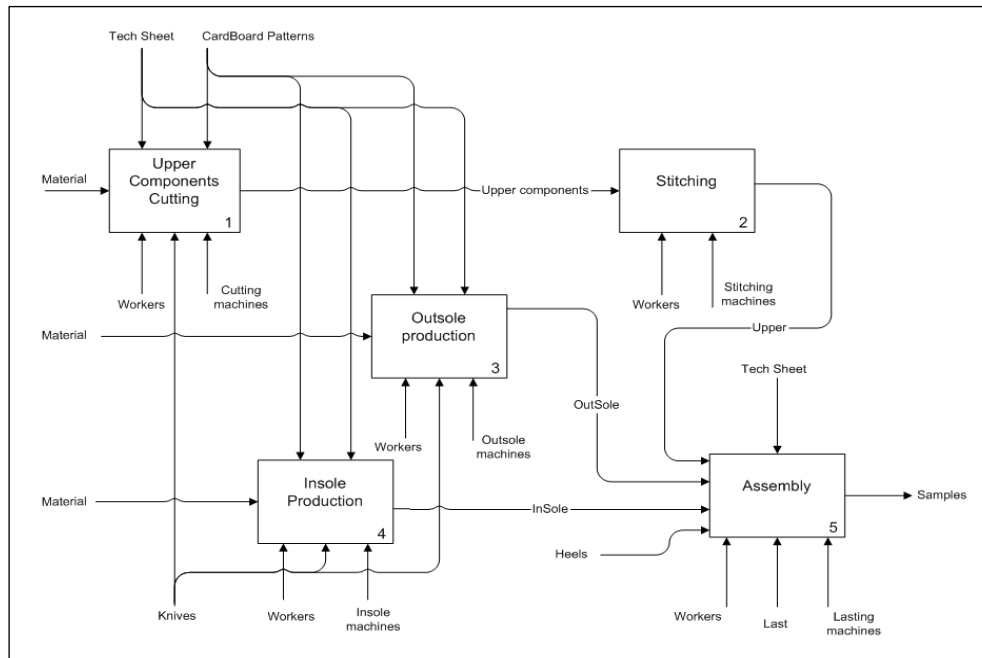 Tech Sheet
CardBoard Patterns
Material
Upper
Components
Cutting
1
Upper components
Stitching
2
Workers
Cutting
machines
Workers
Stitching
machines
Material
Outsole
production
3
Upper
Tech Sheet
OutSole
Workers
Outsole
machines
Material
Insole
Production
4
InSole
Assembly
5
Samples
Heels
Knives
Workers
Insole
machines
Workers
Last
Lasting
machines